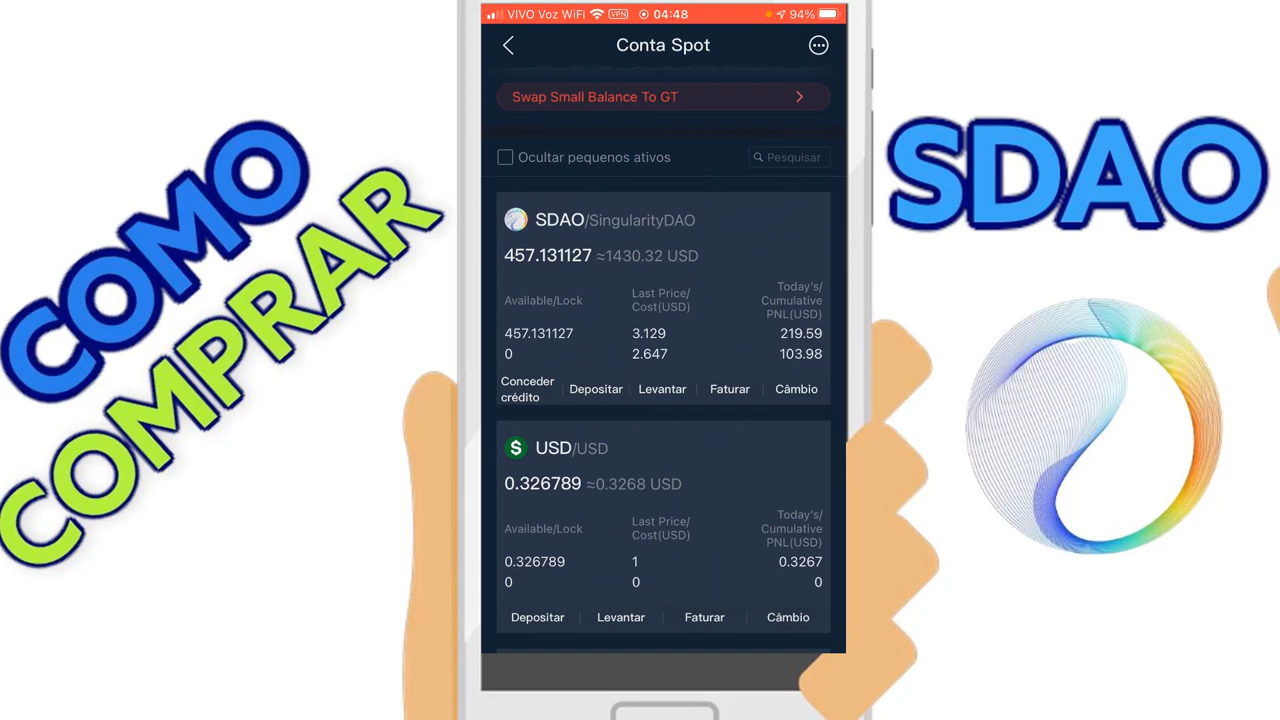 COMO
COMPRAR
SDAO
VIVO Voz WiFi VPN 04:48 94%
Conta Spot
Swap Small Balance To GT
Ocultar pequenos ativos
Pesquisar
SDAO/SingularityDAO
457.131127 ≈1430.32 USD
Available/Lock Last Price/ Cost(USD) Today's/ Cumulative PNL(USD)
457.131127 3.129 219.59
0 2.647 103.98
Conceder crédito Depositar Levantar Faturar Câmbio
USD/USD
0.326789 ≈0.3268 USD
Available/Lock Last Price/ Cost(USD) Today's/ Cumulative PNL(USD)
0.326789 1 0.3267
0 0 0
Depositar Levantar Faturar Câmbio